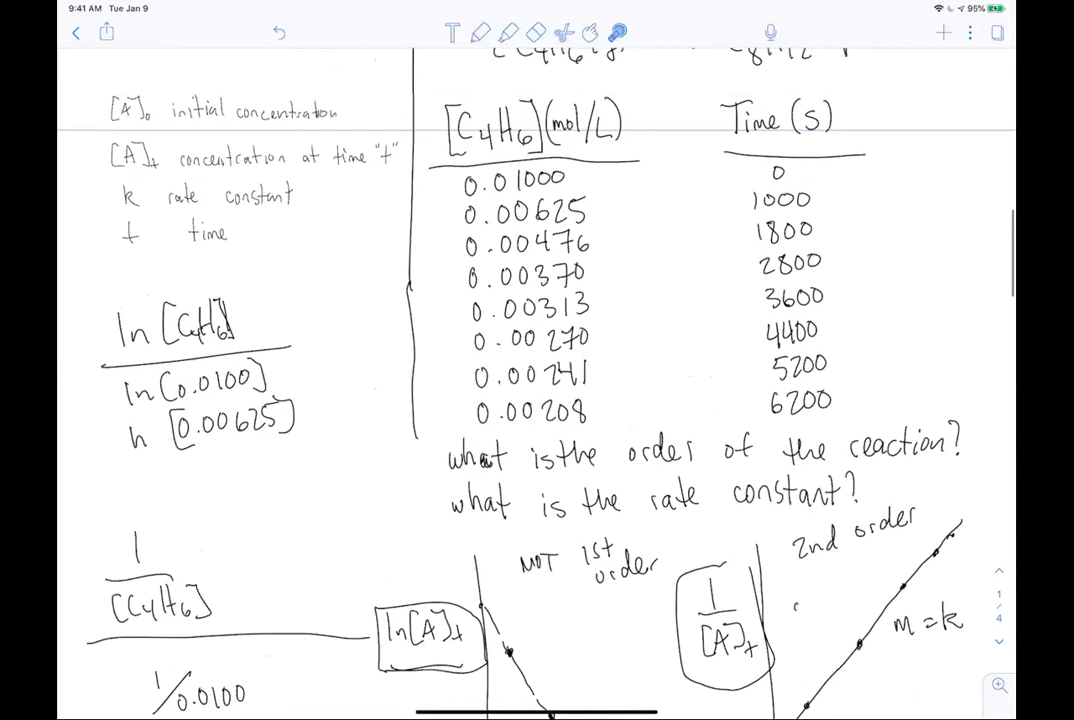 9:41 AM Tue Jan 9
95%
[A]₀ initial concentration
[A]t concentration at time "t"
k rate constant
t time
ln [C4H6]
ln [0.0100]
ln [0.00625]
1
[C4H6]
1/0.0100
[C4H6] (mol/L) Time (s)
0.01000 0
0.00625 1000
0.00476 1800
0.00370 2800
0.00313 3600
0.00270 4400
0.00241 5200
0.00208 6200
what is the order of the reaction?
what is the rate constant?
NOT 1st
order
ln[A]t
2nd order
1
[A]t
m = k
1
/
4